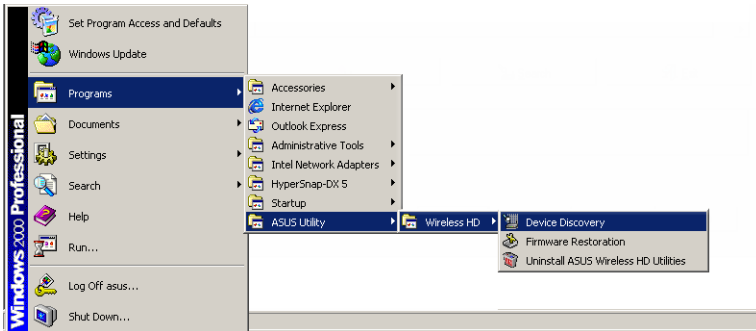 Windows 2000 Professional
Set Program Access and Defaults
Windows Update
Programs
Documents
Settings
Search
Help
Run...
Log Off asus...
Shut Down...
Accessories
Internet Explorer
Outlook Express
Administrative Tools
Intel Network Adapters
HyperSnap-DX 5
Startup
ASUS Utility
Wireless HD
Device Discovery
Firmware Restoration
Uninstall ASUS Wireless HD Utilities